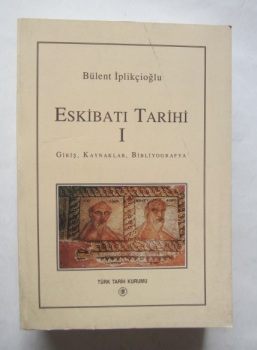 Bülent İplikçioğlu
ESKİBATI TARİHİ
I
GİRİŞ, KAYNAKLAR, BİBLİYOGRAFYA
TÜRK TARİH KURUMU